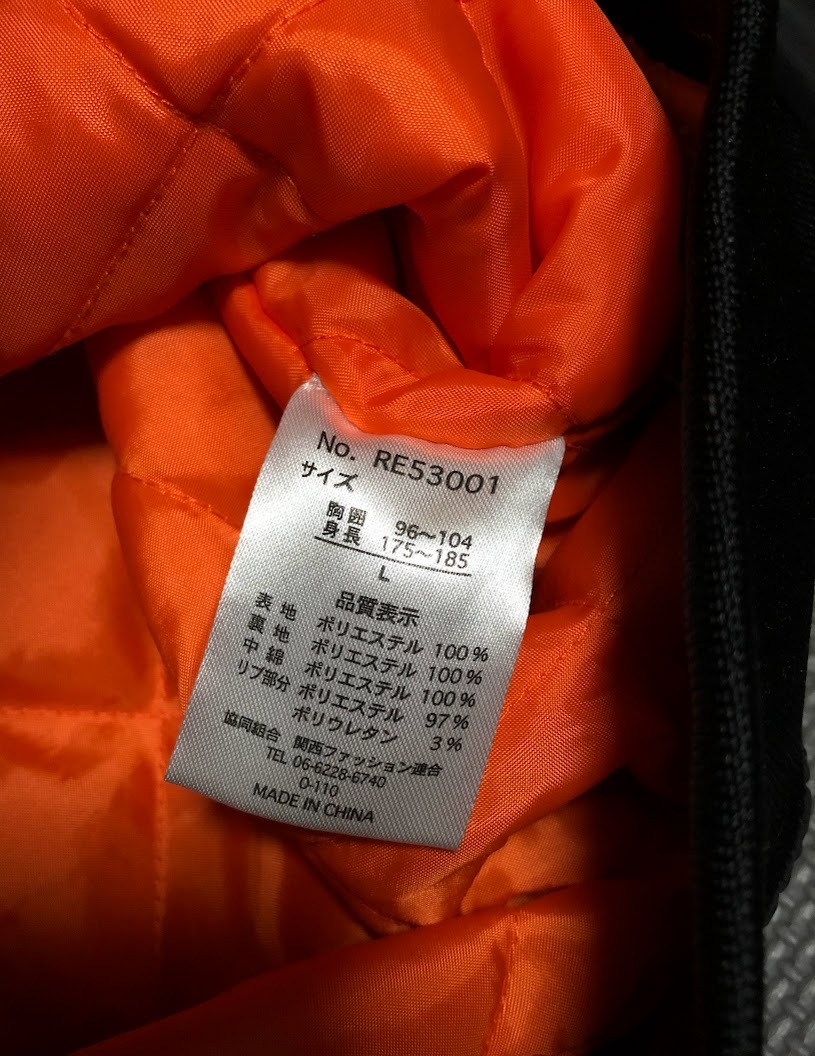 No. RE53001
サイズ
胸囲 96～104
身長 175～185
L
品質表示
表地 ポリエステル 100%
裏地 ポリエステル 100%
中綿 ポリエステル 100%
リブ部分 ポリエステル 97%
ポリウレタン 3%
協同組合 関西ファッション連合
TEL 06-6228-6740
O-110
MADE IN CHINA